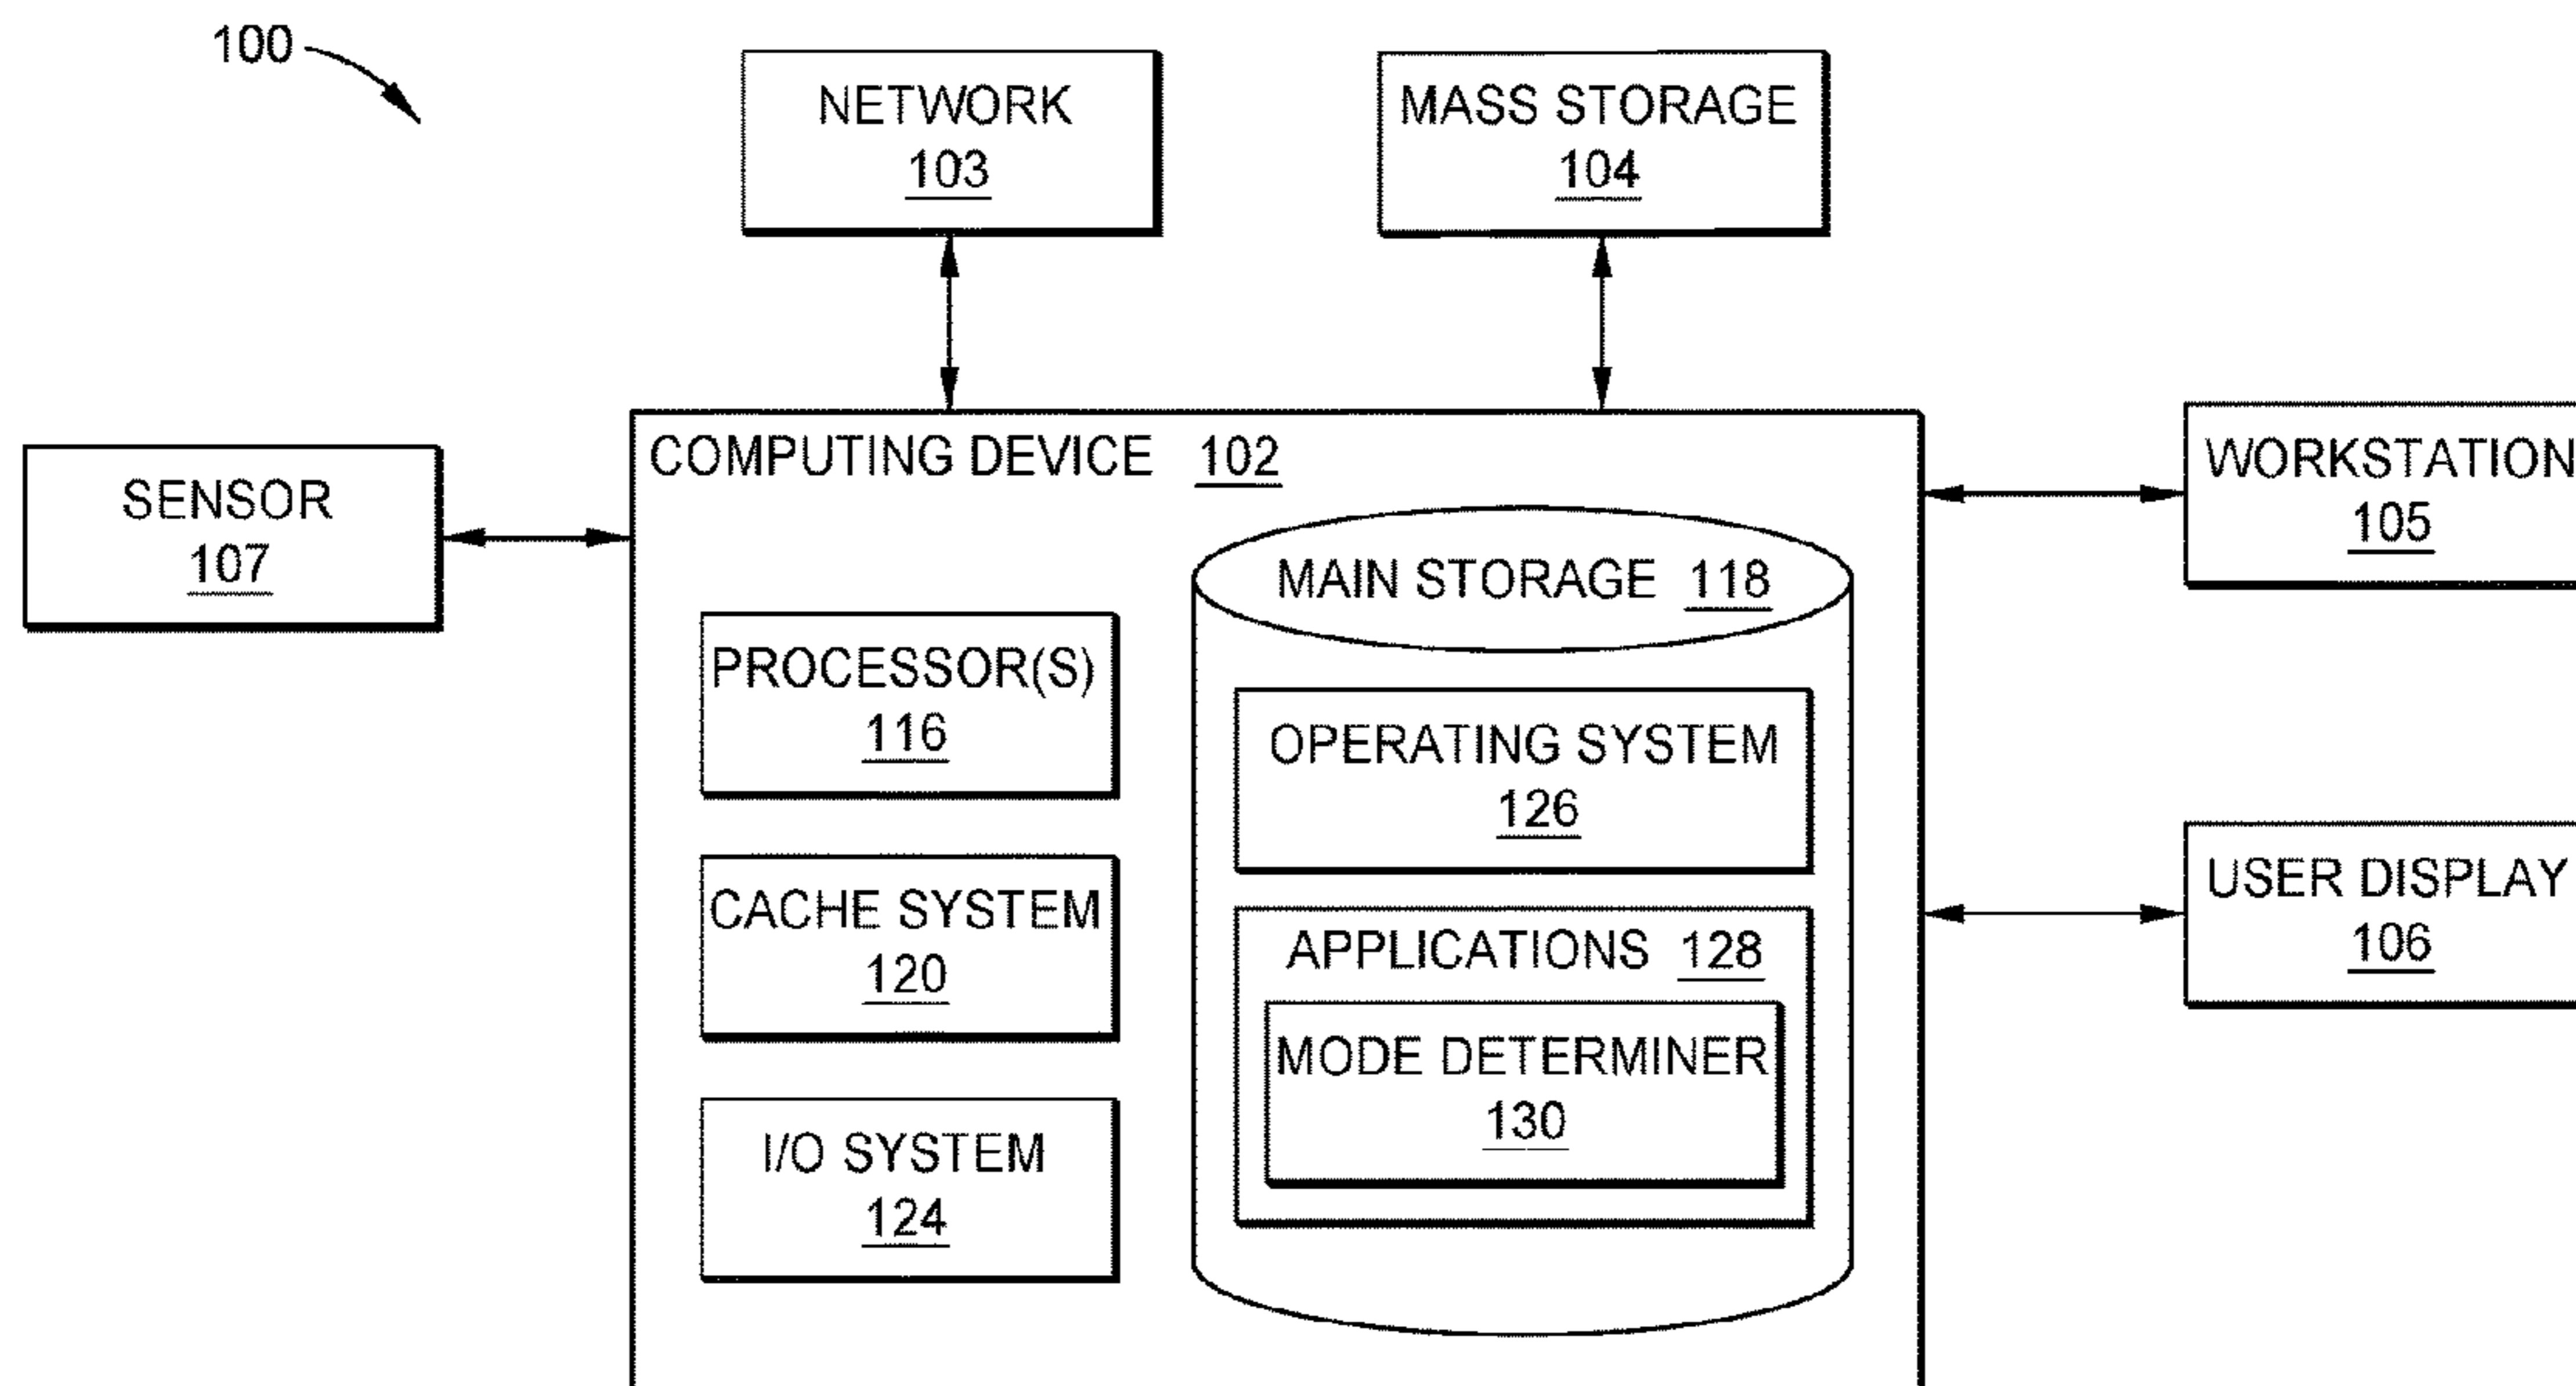 100
NETWORK
103
MASS STORAGE
104
SENSOR
107
COMPUTING DEVICE 102
WORKSTATION
105
MAIN STORAGE 118
PROCESSOR(S)
116
OPERATING SYSTEM
126
CACHE SYSTEM
120
APPLICATIONS 128
MODE DETERMINER
130
I/O SYSTEM
124
USER DISPLAY
106